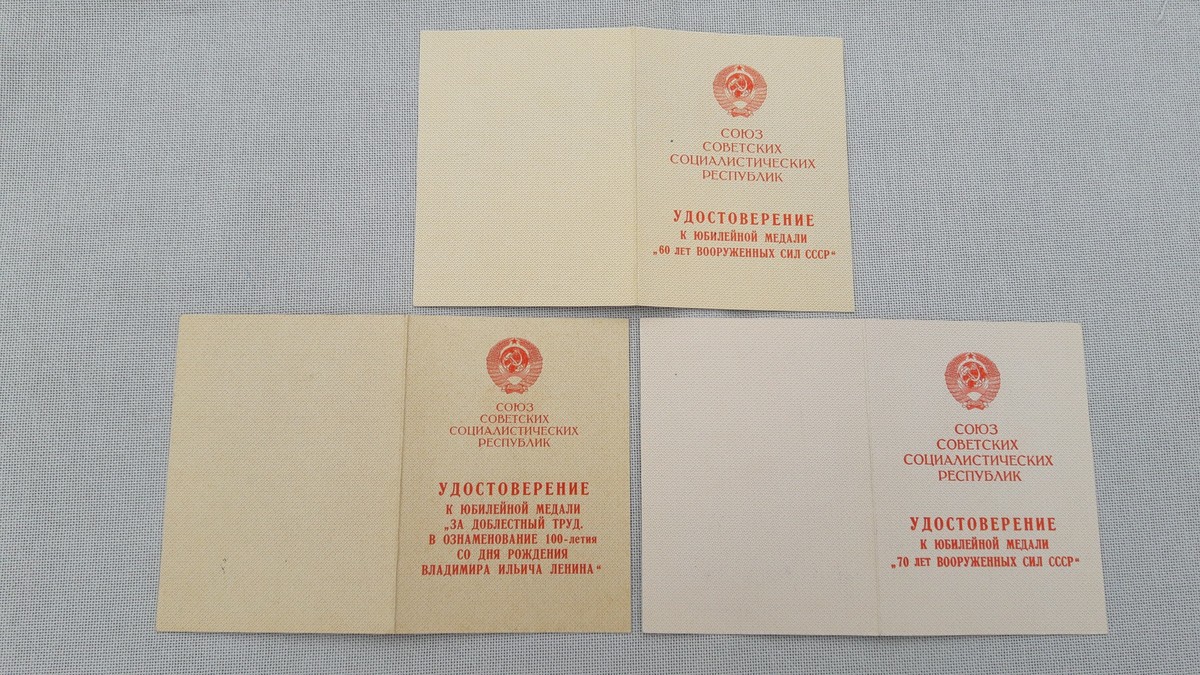 СОЮЗ
СОВЕТСКИХ
СОЦИАЛИСТИЧЕСКИХ
РЕСПУБЛИК
УДОСТОВЕРЕНИЕ
К ЮБИЛЕЙНОЙ МЕДАЛИ
„60 лет ВООРУЖЕННЫХ СИЛ СССР“
СОЮЗ
СОВЕТСКИХ
СОЦИАЛИСТИЧЕСКИХ
РЕСПУБЛИК
УДОСТОВЕРЕНИЕ
К ЮБИЛЕЙНОЙ МЕДАЛИ
„ЗА ДОБЛЕСТНЫЙ ТРУД.
В ОЗНАМЕНОВАНИЕ 100-летия
СО ДНЯ РОЖДЕНИЯ
ВЛАДИМИРА ИЛЬИЧА ЛЕНИНА“
СОЮЗ
СОВЕТСКИХ
СОЦИАЛИСТИЧЕСКИХ
РЕСПУБЛИК
УДОСТОВЕРЕНИЕ
К ЮБИЛЕЙНОЙ МЕДАЛИ
„70 лет ВООРУЖЕННЫХ СИЛ СССР“